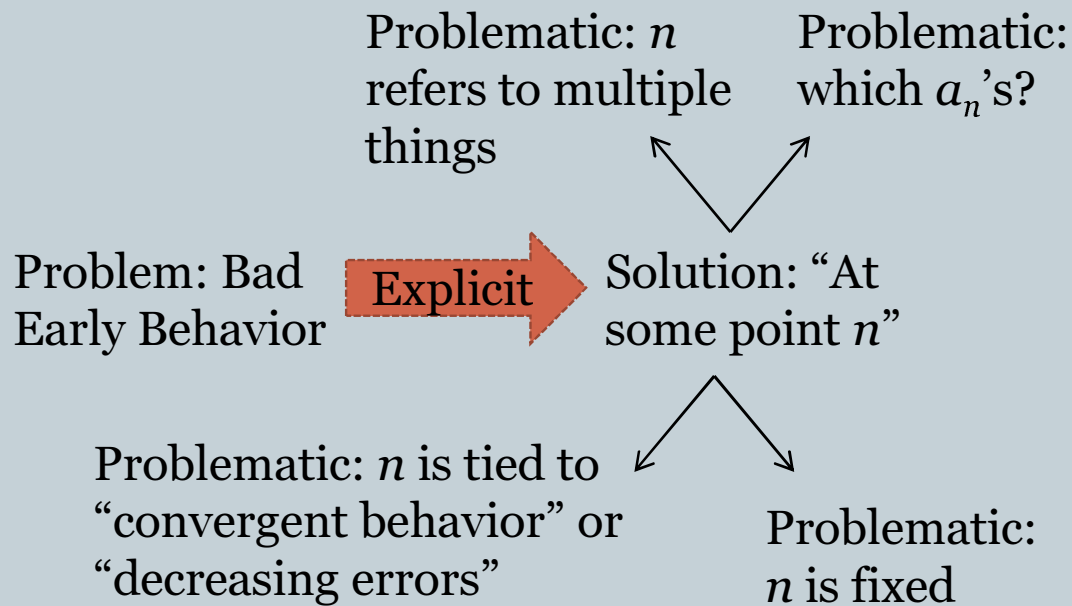 Problematic: n
refers to multiple
things
Problematic:
which aₙ’s?
Problem: Bad
Early Behavior
Explicit
Solution: “At
some point n”
Problematic: n is tied to
“convergent behavior” or
“decreasing errors”
Problematic:
n is fixed